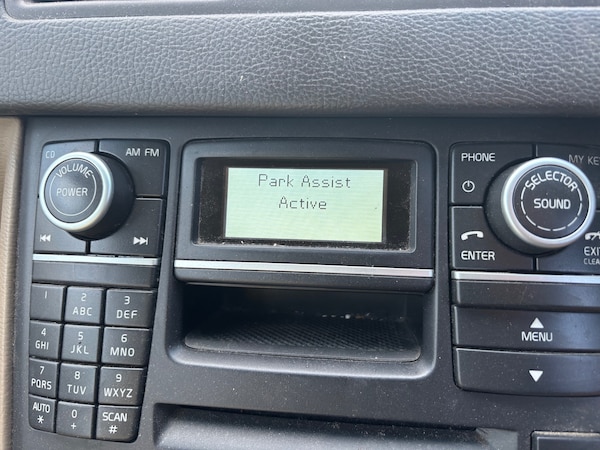 CD
AM FM
VOLUME
POWER
Park Assist
Active
PHONE
MY KEY
SELECTOR
SOUND
ENTER
EXIT
CLEAR
MENU
1
2
ABC
3
DEF
4
GHI
5
JKL
6
MNO
7
PQRS
8
TUV
9
WXYZ
AUTO
*
0
+
SCAN
#